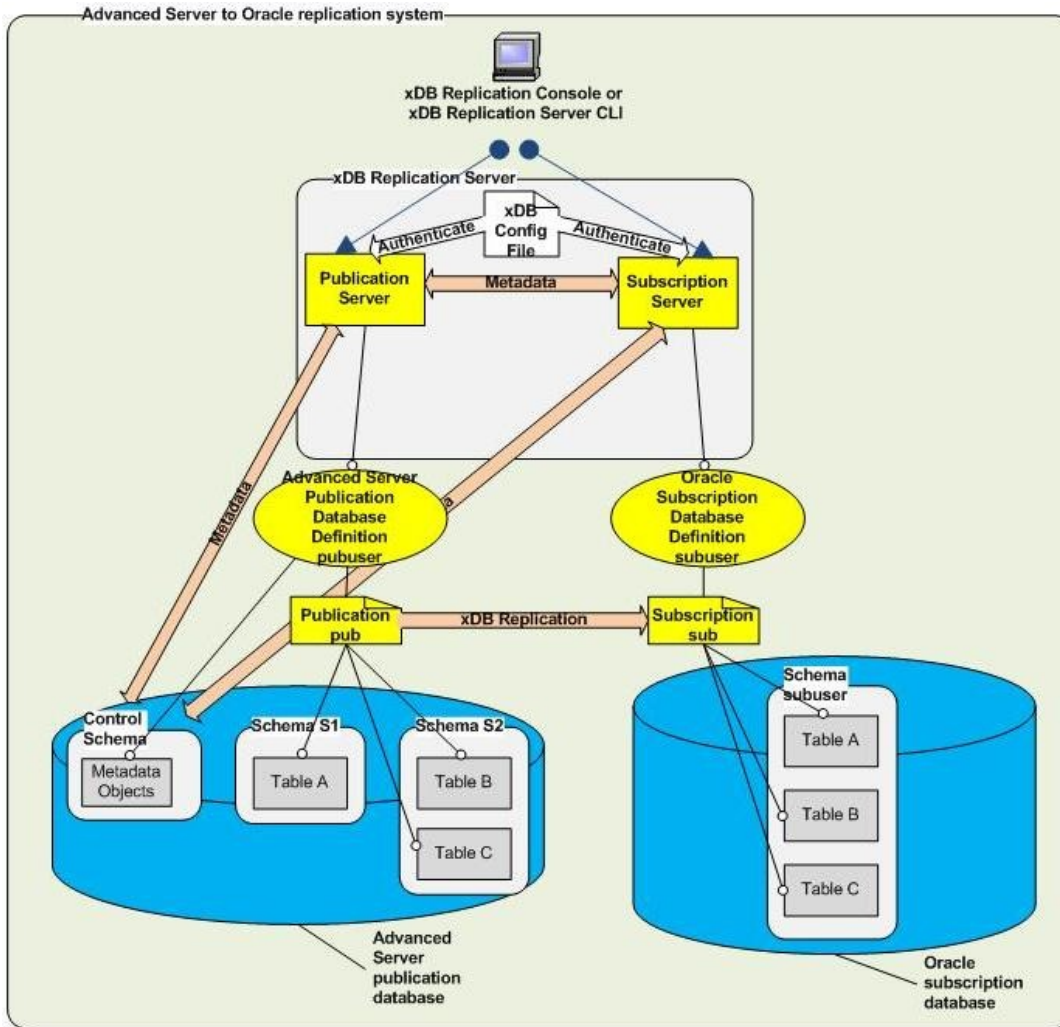 Advanced Server to Oracle replication system
xDB Replication Console or
xDB Replication Server CLI
xDB Replication Server
xDB
Config
File
Authenticate
Authenticate
Publication
Server
Metadata
Subscription
Server
Metadata
a
Advanced Server
Publication
Database
Definition
pubuser
Oracle
Subscription
Database
Definition
subuser
Publication
pub
xDB Replication
Subscription
sub
Control
Schema
Metadata
Objects
Schema S1
Table A
Schema S2
Table B
Table C
Schema
subuser
Table A
Table B
Table C
Advanced
Server
publication
database
Oracle
subscription
database